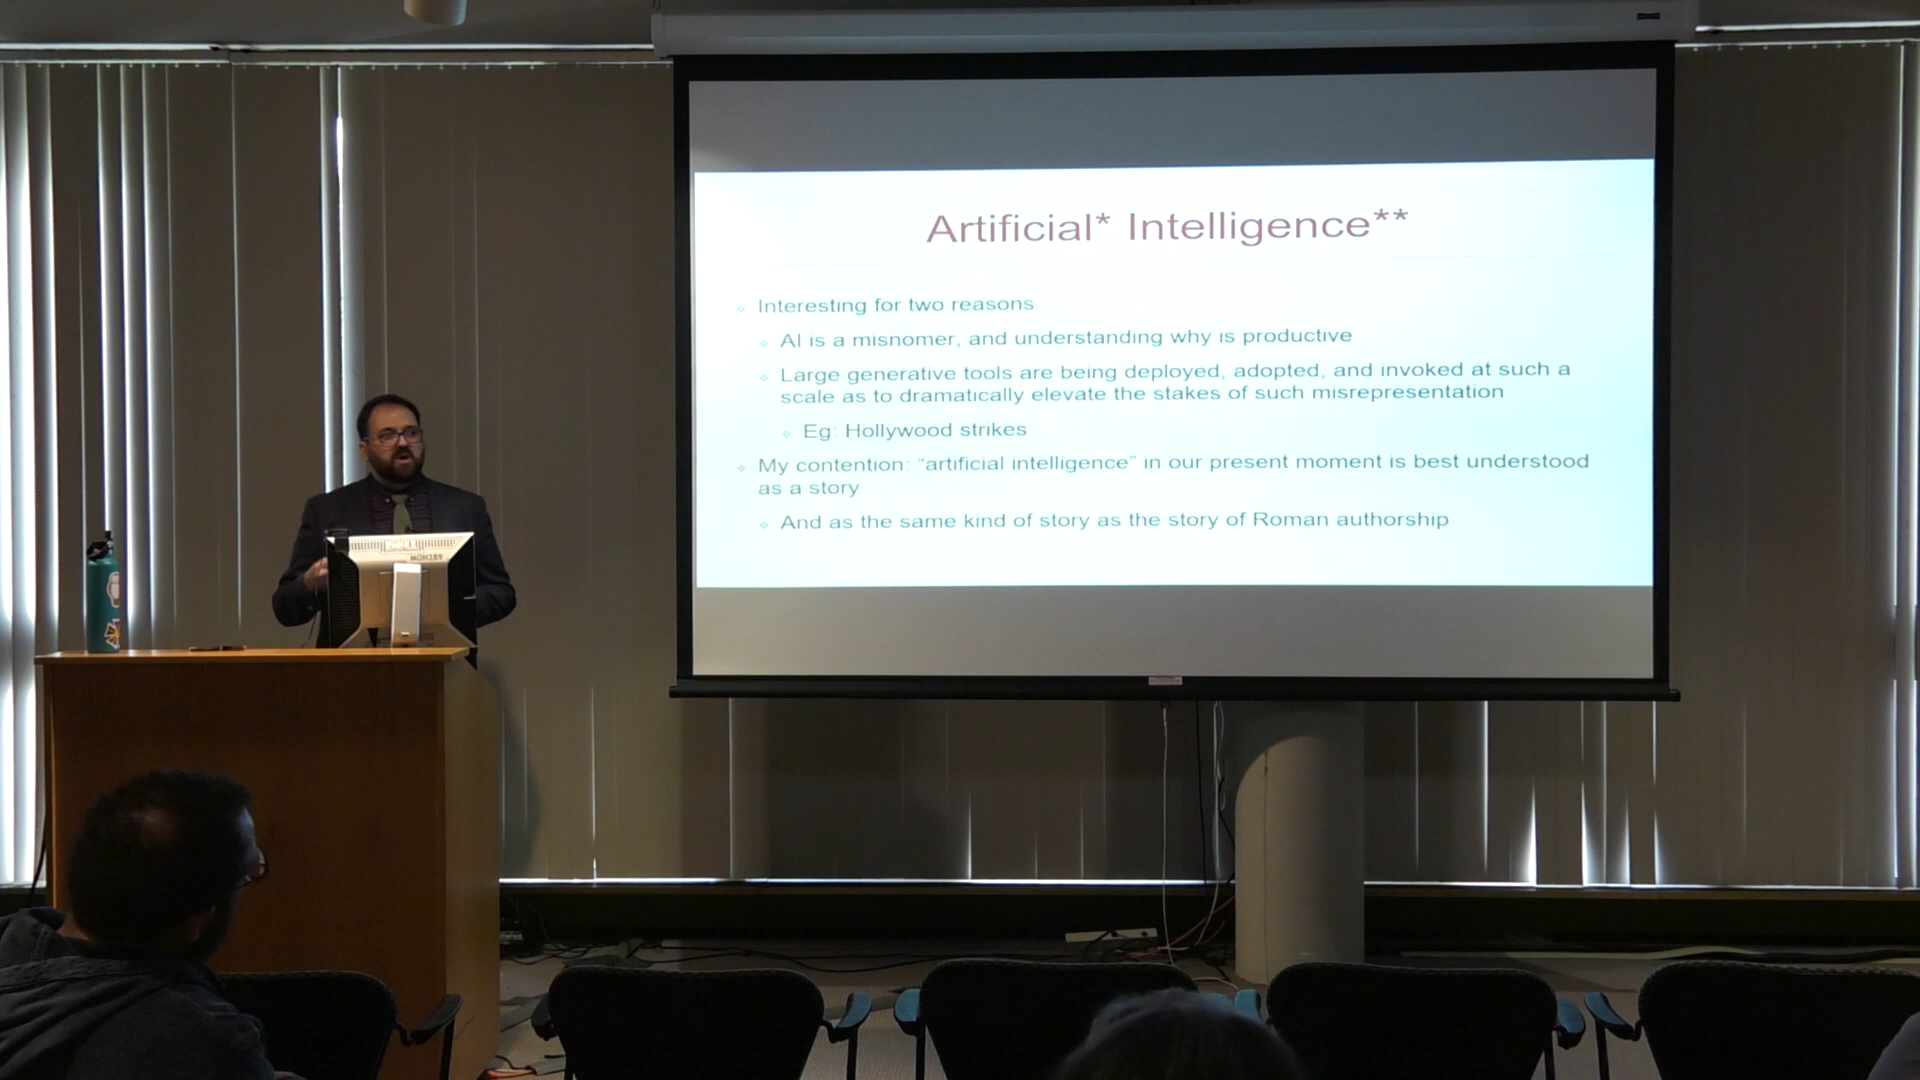 Artificial* Intelligence**
Interesting for two reasons
AI is a misnomer, and understanding why is productive
Large generative tools are being deployed, adopted, and invoked at such a
scale as to dramatically elevate the stakes of such misrepresentation
Eg: Hollywood strikes
My contention: “artificial intelligence” in our present moment is best understood
as a story
And as the same kind of story as the story of Roman authorship